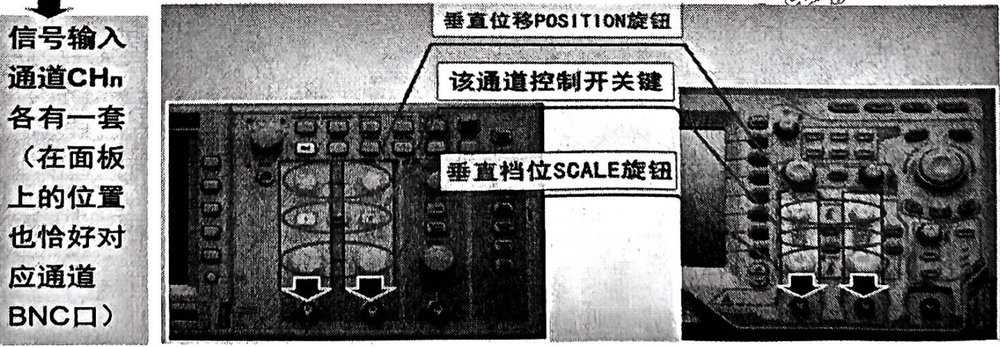 信号输入
通道CHn
各有一套
（在面板
上的位置
也恰好对
应通道
BNC口）
垂直位移POSITION旋钮
该通道控制开关键
垂直挡位SCALE旋钮